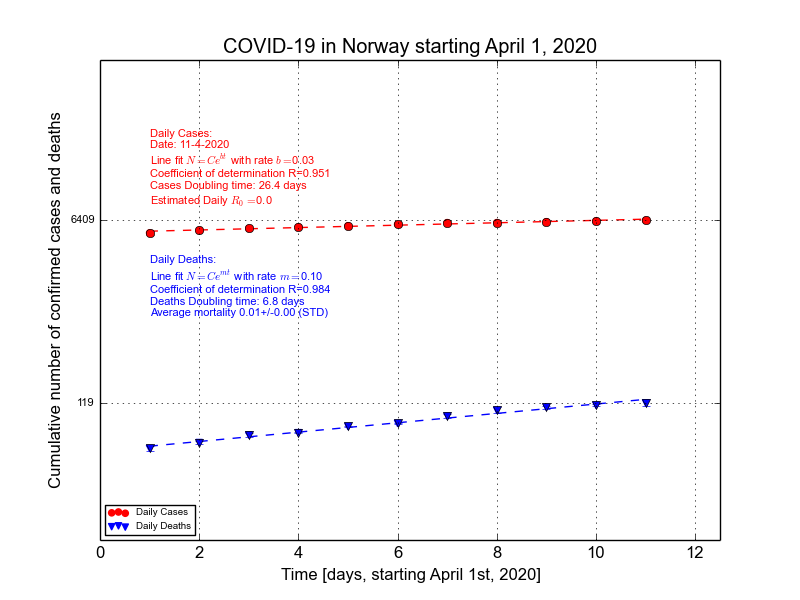 COVID-19 in Norway starting April 1, 2020
Cumulative number of confirmed cases and deaths
Daily Cases:
Date: 11-4-2020
Line fit N=Ce^{bt} with rate b=0.03
Coefficient of determination R=0.951
Cases Doubling time: 26.4 days
Estimated Daily R_0=0.0
6409
Daily Deaths:
Line fit N=Ce^{mt} with rate m=0.10
Coefficient of determination R=0.984
Deaths Doubling time: 6.8 days
Average mortality 0.01+/-0.00 (STD)
119
Daily Cases
Daily Deaths
0 2 4 6 8 10 12
Time [days, starting April 1st, 2020]